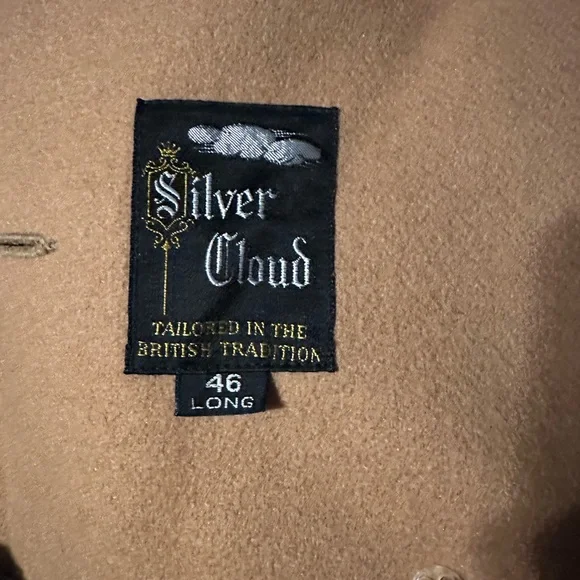 Silver
Cloud
TAILORED IN THE
BRITISH TRADITION
46
LONG